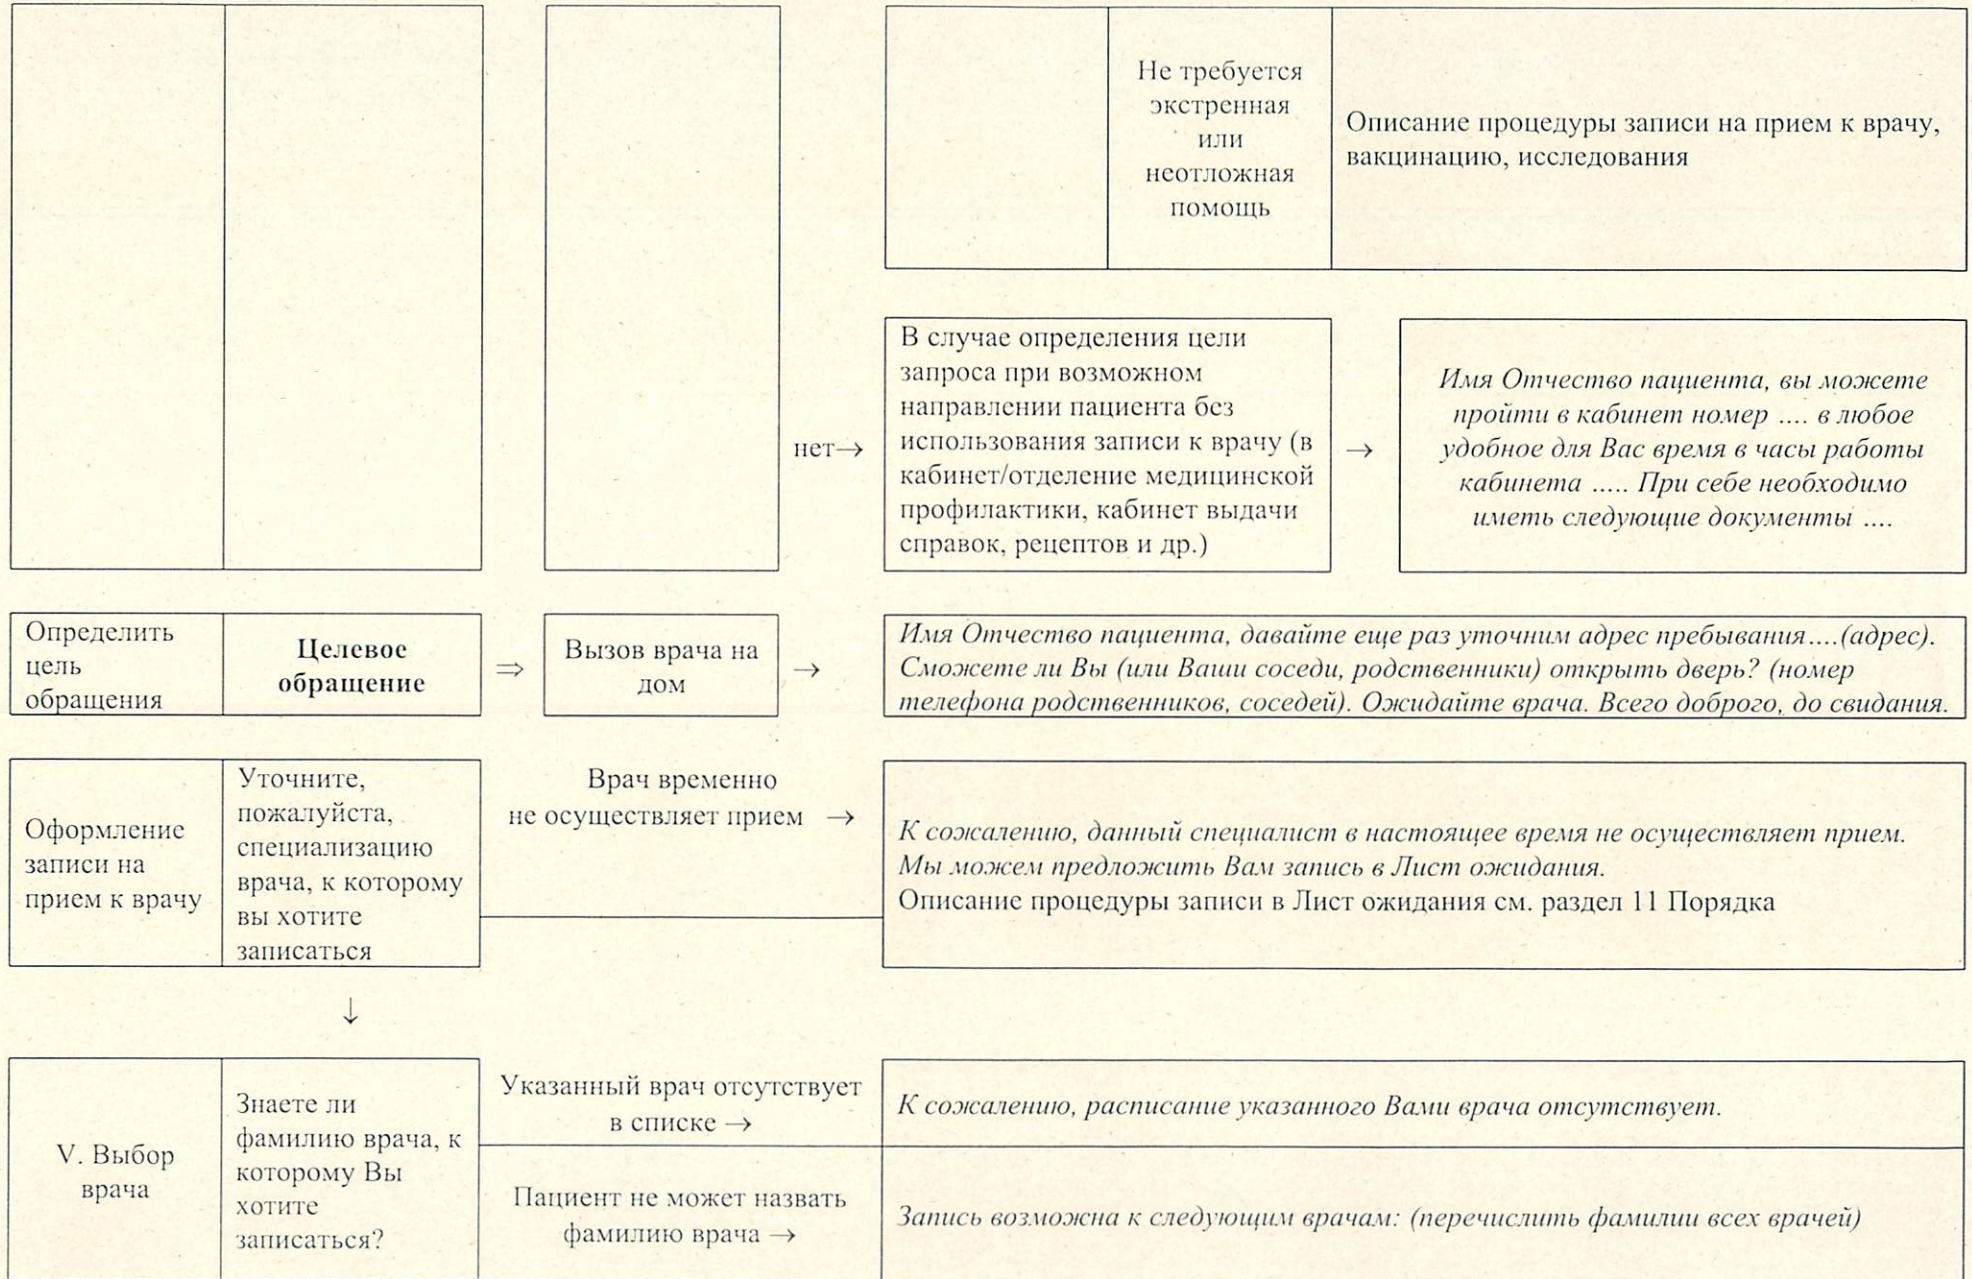 Не требуется
экстренная
или
неотложная
помощь
Описание процедуры записи на прием к врачу,
вакцинацию, исследования
нет→
В случае определения цели
запроса при возможном
направлении пациента без
использования записи к врачу (в
кабинет/отделение медицинской
профилактики, кабинет выдачи
справок, рецептов и др.)
→
Имя Отчество пациента, вы можете
пройти в кабинет номер .... в любое
удобное для Вас время в часы работы
кабинета ..... При себе необходимо
иметь следующие документы ....
Определить
цель
обращения
Целевое
обращение
⇒
Вызов врача на
дом
→
Имя Отчество пациента, давайте еще раз уточним адрес пребывания....(адрес).
Сможете ли Вы (или Ваши соседи, родственники) открыть дверь? (номер
телефона родственников, соседей). Ожидайте врача. Всего доброго, до свидания.
Оформление
записи на
прием к врачу
Уточните,
пожалуйста,
специализацию
врача, к которому
вы хотите
записаться
Врач временно
не осуществляет прием →
К сожалению, данный специалист в настоящее время не осуществляет прием.
Мы можем предложить Вам запись в Лист ожидания.
Описание процедуры записи в Лист ожидания см. раздел 11 Порядка
↓
V. Выбор
врача
Знаете ли
фамилию врача, к
которому Вы
хотите
записаться?
Указанный врач отсутствует
в списке →
К сожалению, расписание указанного Вами врача отсутствует.
Пациент не может назвать
фамилию врача →
Запись возможна к следующим врачам: (перечислить фамилии всех врачей)